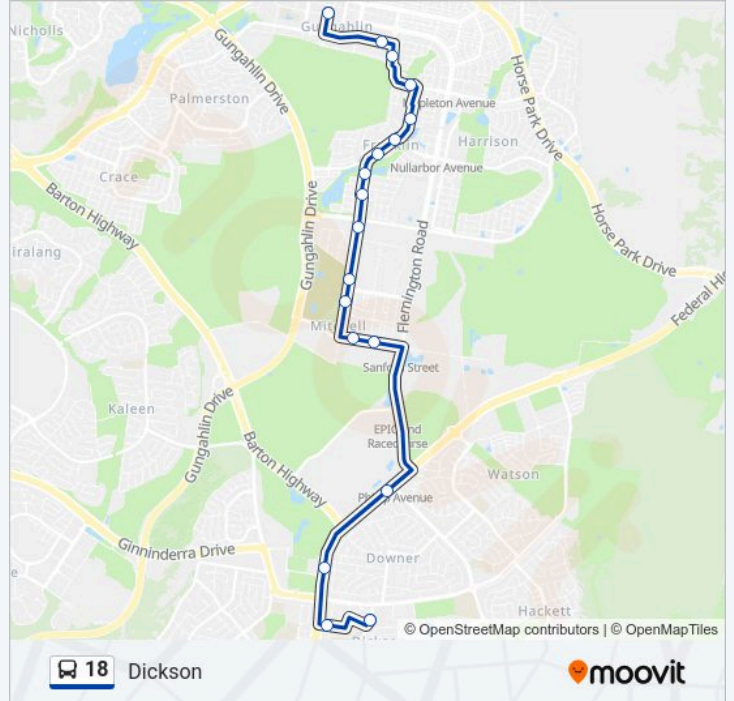 Nicholls
Gungahlin
Gungahlin Drive
Horse Park Drive
Palmerston
Mapleton Avenue
Franklin
Harrison
Nullarbor Avenue
Crace
Barton Highway
Gungahlin Drive
Flemington Road
Horse Park Drive
iralang
Federal Hi
Mitchell
Sanford Street
Kaleen
Gungahlin Drive
EPIC and
Racecourse
Barton Highway
Watson
Phillip Avenue
Ginninderra Drive
Downer
e
Hackett
© OpenStreetMap contributors | © OpenMapTiles
18 Dickson
moovit